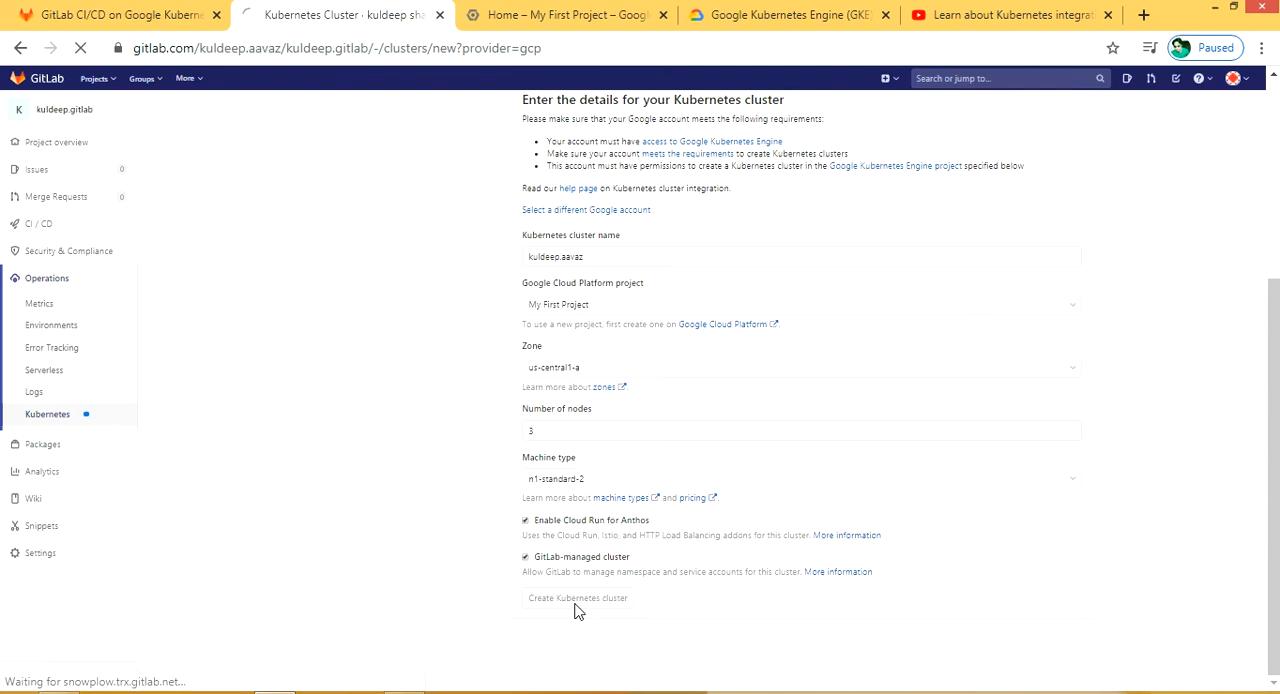 GitLab CI/CD on Google Kuberne
Kubernetes Cluster · kuldeep sha
Home – My First Project – Googl
Google Kubernetes Engine (GKE)
Learn about Kubernetes integrat
gitlab.com/kuldeep.aavaz/kuldeep.gitlab/-/clusters/new?provider=gcp
Paused
GitLab
Projects
Groups
More
Search or jump to...
K kuldeep.gitlab
Project overview
Issues 0
Merge Requests 0
CI / CD
Security & Compliance
Operations
Metrics
Environments
Error Tracking
Serverless
Logs
Kubernetes
Packages
Analytics
Wiki
Snippets
Settings
Enter the details for your Kubernetes cluster
Please make sure that your Google account meets the following requirements:
• Your account must have access to Google Kubernetes Engine
• Make sure your account meets the requirements to create Kubernetes clusters
• This account must have permissions to create a Kubernetes cluster in the Google Kubernetes Engine project specified below
Read our help page on Kubernetes cluster integration.
Select a different Google account
Kubernetes cluster name
kuldeep.aavaz
Google Cloud Platform project
My First Project
To use a new project, first create one on Google Cloud Platform.
Zone
us-central1-a
Learn more about zones.
Number of nodes
3
Machine type
n1-standard-2
Learn more about machine types and pricing.
Enable Cloud Run for Anthos
Uses the Cloud Run, Istio, and HTTP Load Balancing addons for this cluster. More information
GitLab-managed cluster
Allow GitLab to manage namespace and service accounts for this cluster. More information
Create Kubernetes cluster
Waiting for snowplow.trx.gitlab.net...